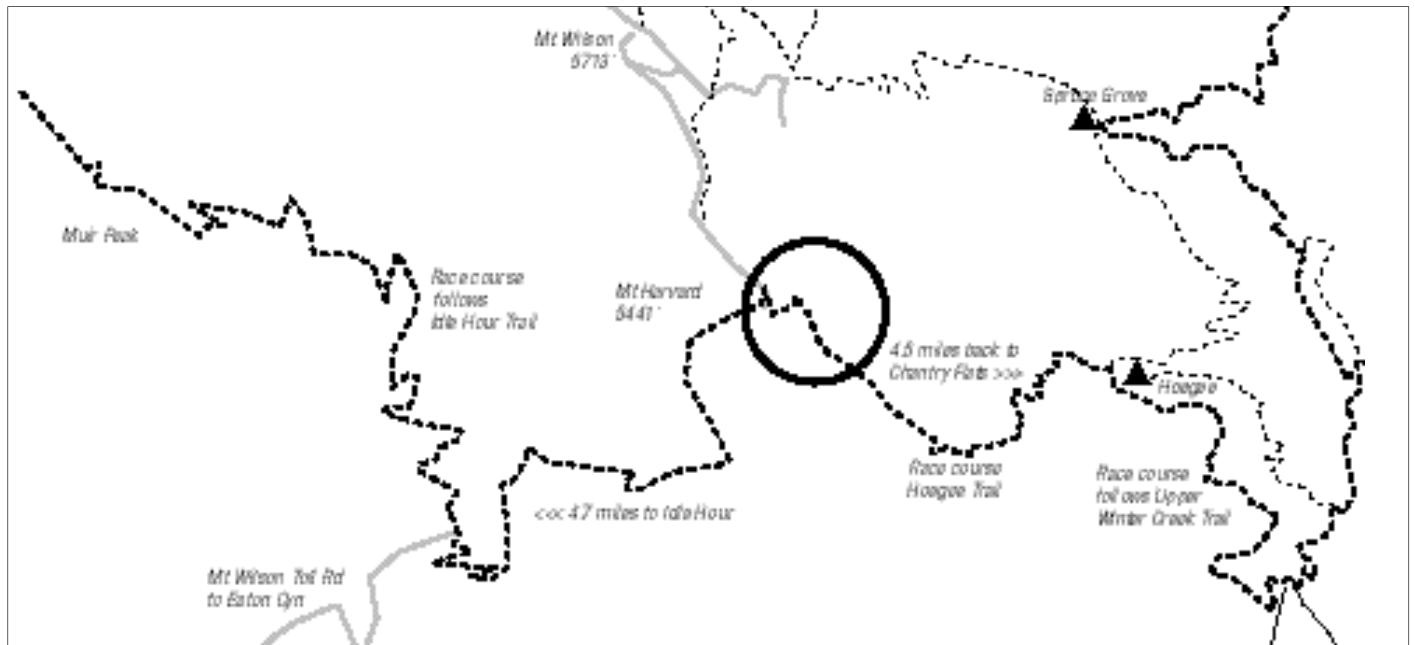 Mt Wilson
5713'
Spruce Grove
Muir Peak
Race course
follows
Idle Hour Trail
Mt Harvard
5441'
4.5 miles back to
Chantry Flats >>>
Hoegee
Race course
Hoegee Trail
Race course
follows Upper
Winter Creek Trail
<<< 4.7 miles to Idle Hour
Mt Wilson Toll Rd
to Eaton Cyn